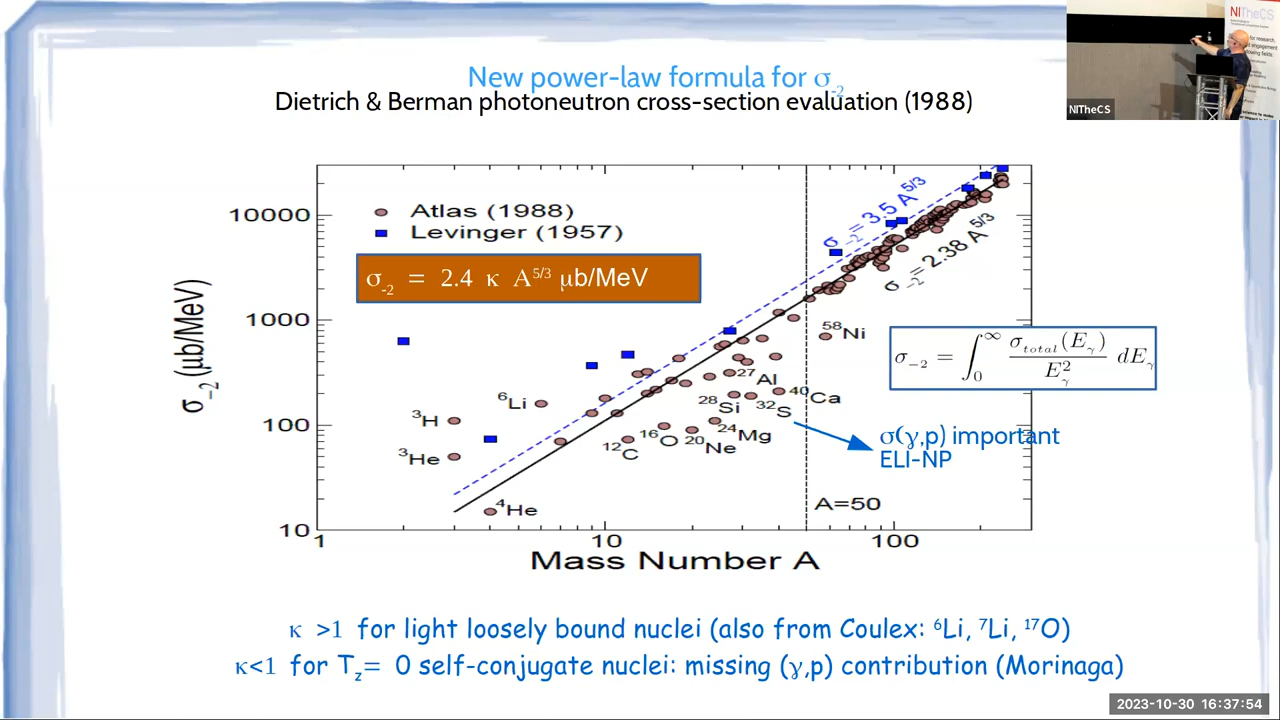 New power-law formula for σ-2
Dietrich & Berman photoneutron cross-section evaluation (1988)
NITheCS
NITheCS
Atlas (1988)
Levinger (1957)
σ-2 = 2.4 κ A5/3 μb/MeV
σ-2 = 3.5 A5/3
σ-2 = 2.38 A5/3
σ-2 = ∫0∞ σtotal(Eγ) / Eγ2 dEγ
σ-2 (μb/MeV)
10000
1000
100
10
58Ni
27Al
40Ca
6Li
28Si
32S
3H
24Mg
16O
20Ne
12C
3He
4He
σ(γ,p) important
ELI-NP
A=50
1
10
100
Mass Number A
κ >1 for light loosely bound nuclei (also from Coulex: 6Li, 7Li, 17O)
κ<1 for Tz= 0 self-conjugate nuclei: missing (γ,p) contribution (Morinaga)
2023-10-30 16:37:54